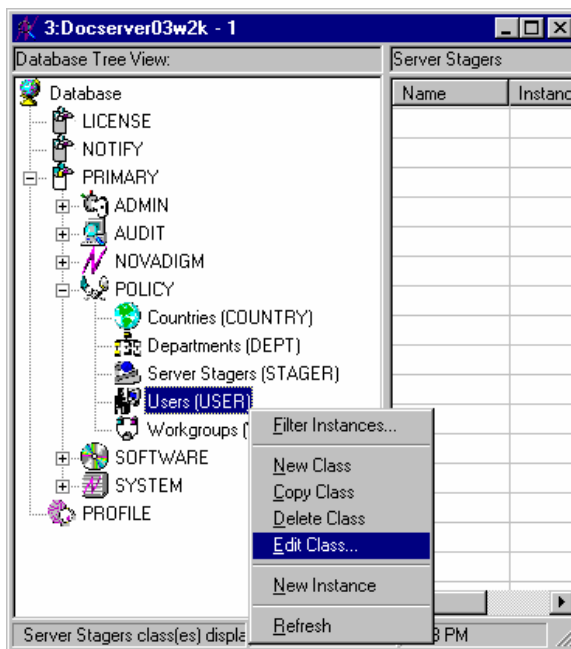 3:Docserver03w2k - 1
Database Tree View:
Server Stagers
Name
Instanc
Database
LICENSE
NOTIFY
PRIMARY
ADMIN
AUDIT
NOVADIGM
POLICY
Countries (COUNTRY)
Departments (DEPT)
Server Stagers (STAGER)
Users (USER)
Workgroups (
SOFTWARE
SYSTEM
PROFILE
Filter Instances...
New Class
Copy Class
Delete Class
Edit Class...
New Instance
Refresh
Server Stagers class(es) displa
PM